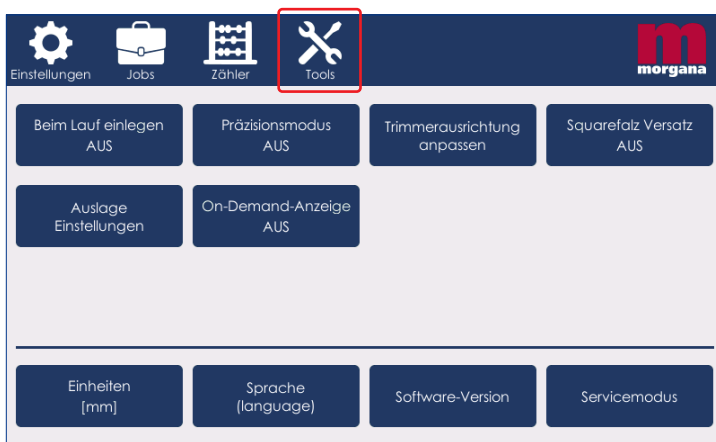 Einstellungen Jobs Zähler Tools
morgana
Beim Lauf einlegen
AUS
Präzisionsmodus
AUS
Trimmerausrichtung
anpassen
Squarefalz Versatz
AUS
Auslage
Einstellungen
On-Demand-Anzeige
AUS
Einheiten
[mm]
Sprache
(language)
Software-Version
Servicemodus